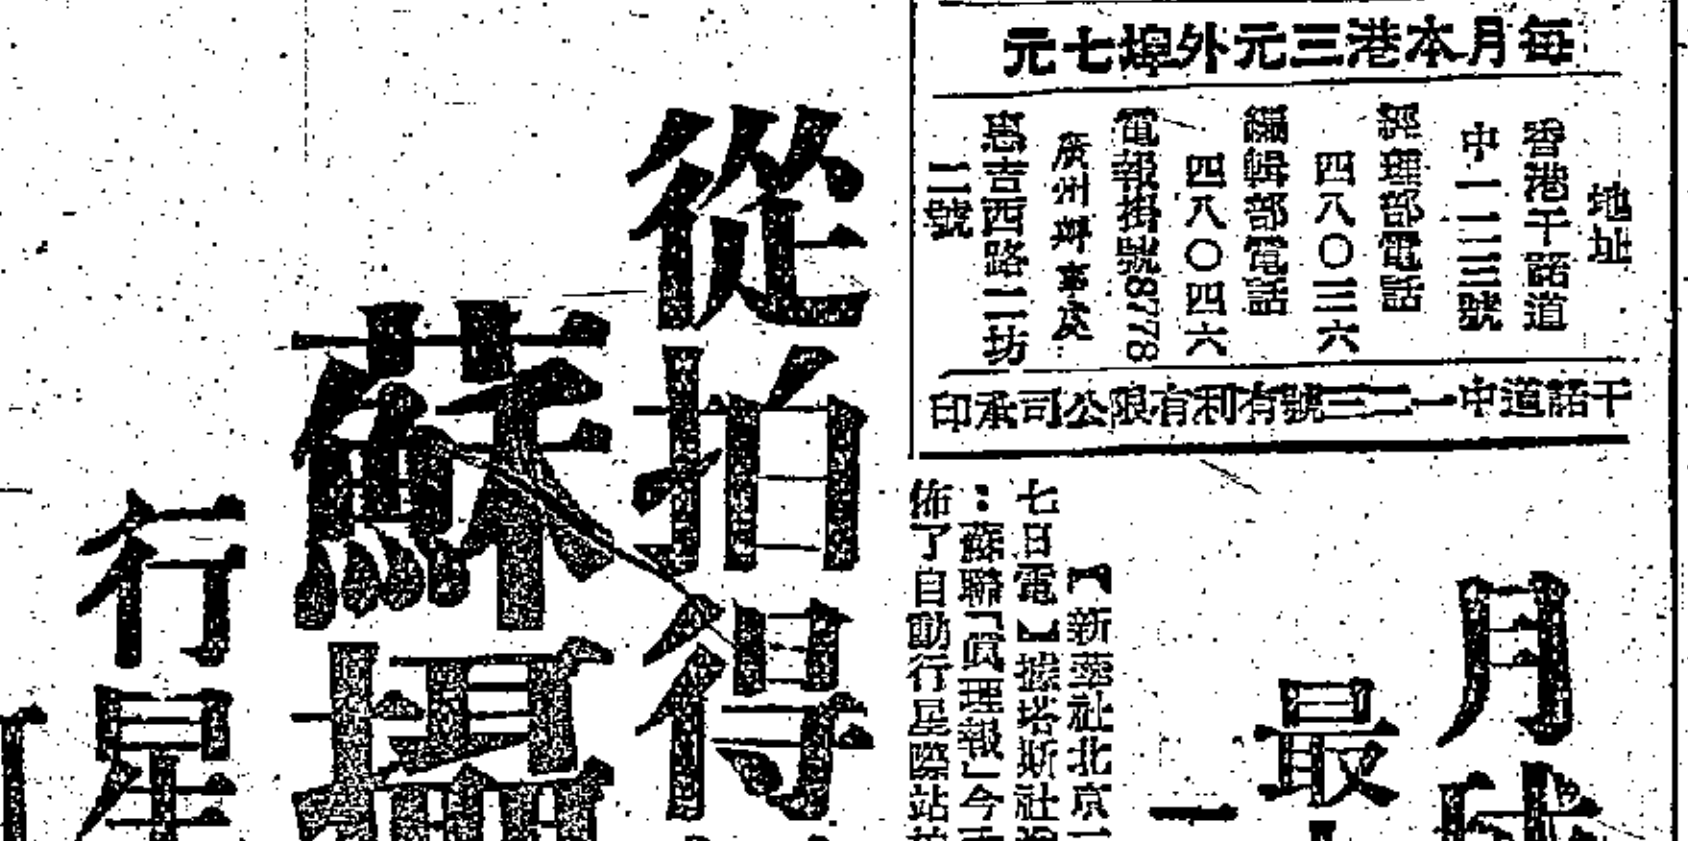 每月本港三元外埠七元
地址
香港干諾道
中一二三號
經理部電話
四八〇三六
編輯部電話
四八〇四六
電報掛號8778
廣州辦事處
惠吉西路二坊
二號
干諾道中一二三號有利有限公司承印
月
最
一
【新華社北京
七日電】據塔斯社
：蘇聯「眞理報」今
佈了自動行星際站
從拍得
蘇攝
行星